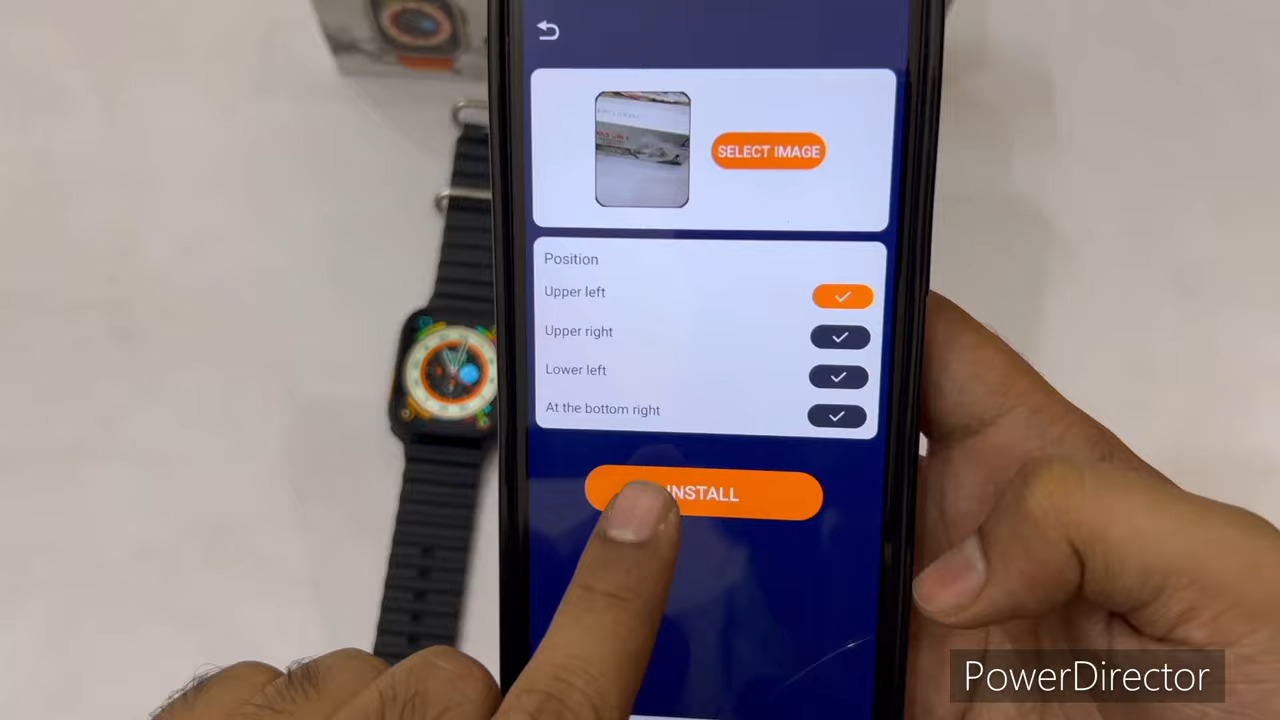 SELECT IMAGE
Position
Upper left
Upper right
Lower left
At the bottom right
INSTALL
PowerDirector